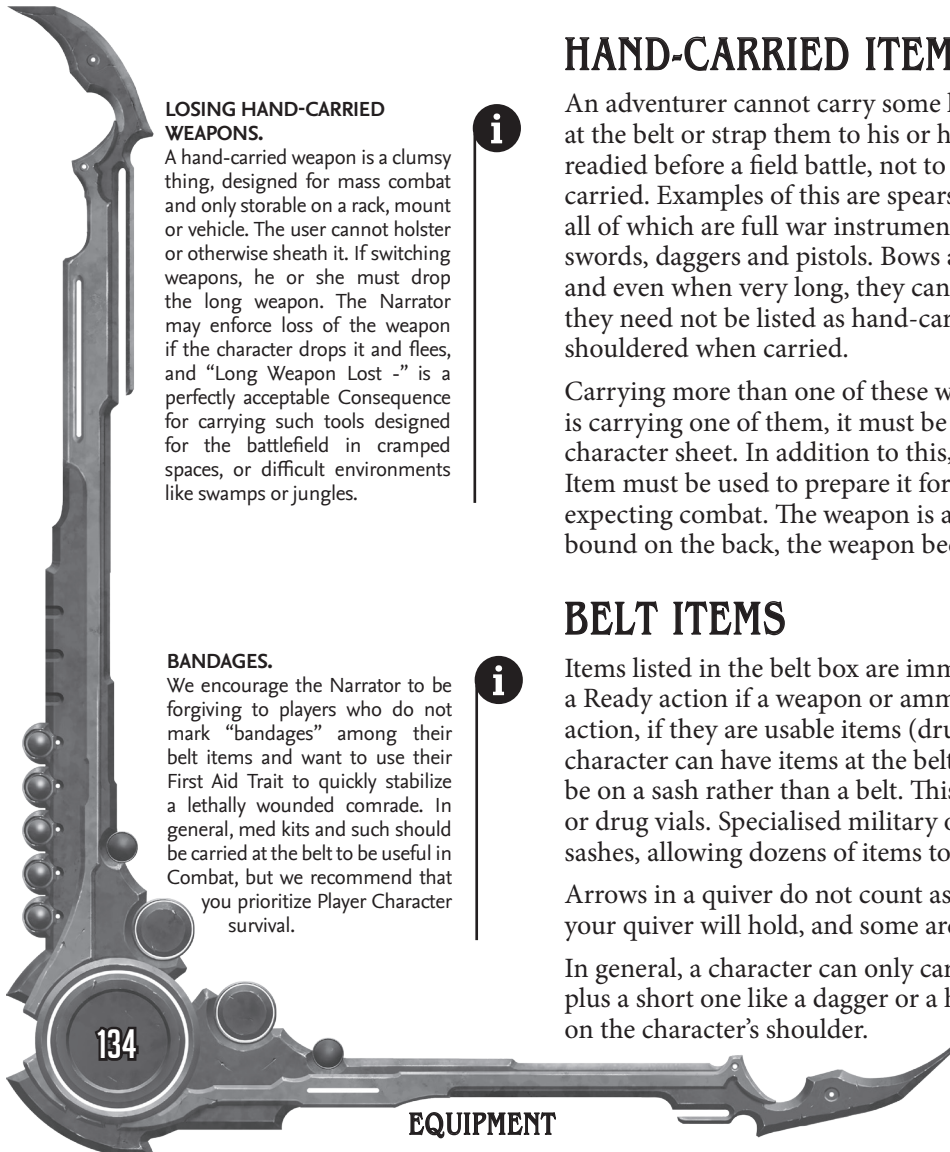 LOSING HAND-CARRIED
WEAPONS.
A hand-carried weapon is a clumsy
thing, designed for mass combat
and only storable on a rack, mount
or vehicle. The user cannot holster
or otherwise sheath it. If switching
weapons, he or she must drop
the long weapon. The Narrator
may enforce loss of the weapon
if the character drops it and flees,
and “Long Weapon Lost -” is a
perfectly acceptable Consequence
for carrying such tools designed
for the battlefield in cramped
spaces, or difficult environments
like swamps or jungles.
i
BANDAGES.
We encourage the Narrator to be
forgiving to players who do not
mark “bandages” among their
belt items and want to use their
First Aid Trait to quickly stabilize
a lethally wounded comrade. In
general, med kits and such should
be carried at the belt to be useful in
Combat, but we recommend that
you prioritize Player Character
survival.
i
HAND-CARRIED ITEM
An adventurer cannot carry some
at the belt or strap them to his or h
readied before a field battle, not to
carried. Examples of this are spears
all of which are full war instrumen
swords, daggers and pistols. Bows a
and even when very long, they can
they need not be listed as hand-car
shouldered when carried.
Carrying more than one of these w
is carrying one of them, it must be
character sheet. In addition to this,
Item must be used to prepare it for
expecting combat. The weapon is a
bound on the back, the weapon bec
BELT ITEMS
Items listed in the belt box are imm
a Ready action if a weapon or amm
action, if they are usable items (dru
character can have items at the belt
be on a sash rather than a belt. This
or drug vials. Specialised military o
sashes, allowing dozens of items to
Arrows in a quiver do not count as
your quiver will hold, and some are
In general, a character can only car
plus a short one like a dagger or a h
on the character’s shoulder.
134
EQUIPMENT